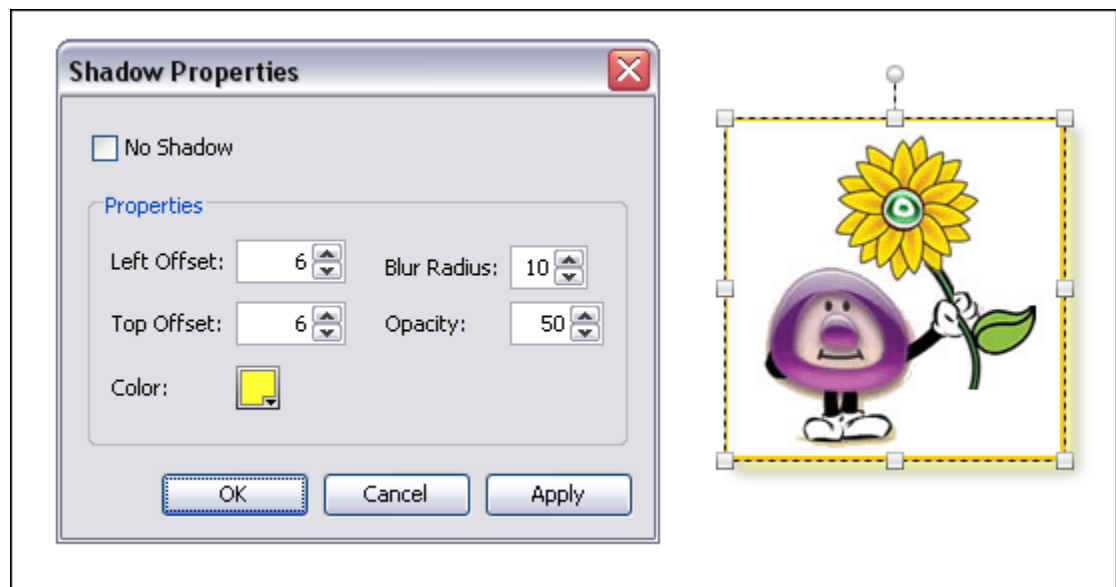 Shadow Properties
No Shadow
Properties
Left Offset: 6 Blur Radius: 10
Top Offset: 6 Opacity: 50
Color:
OK Cancel Apply